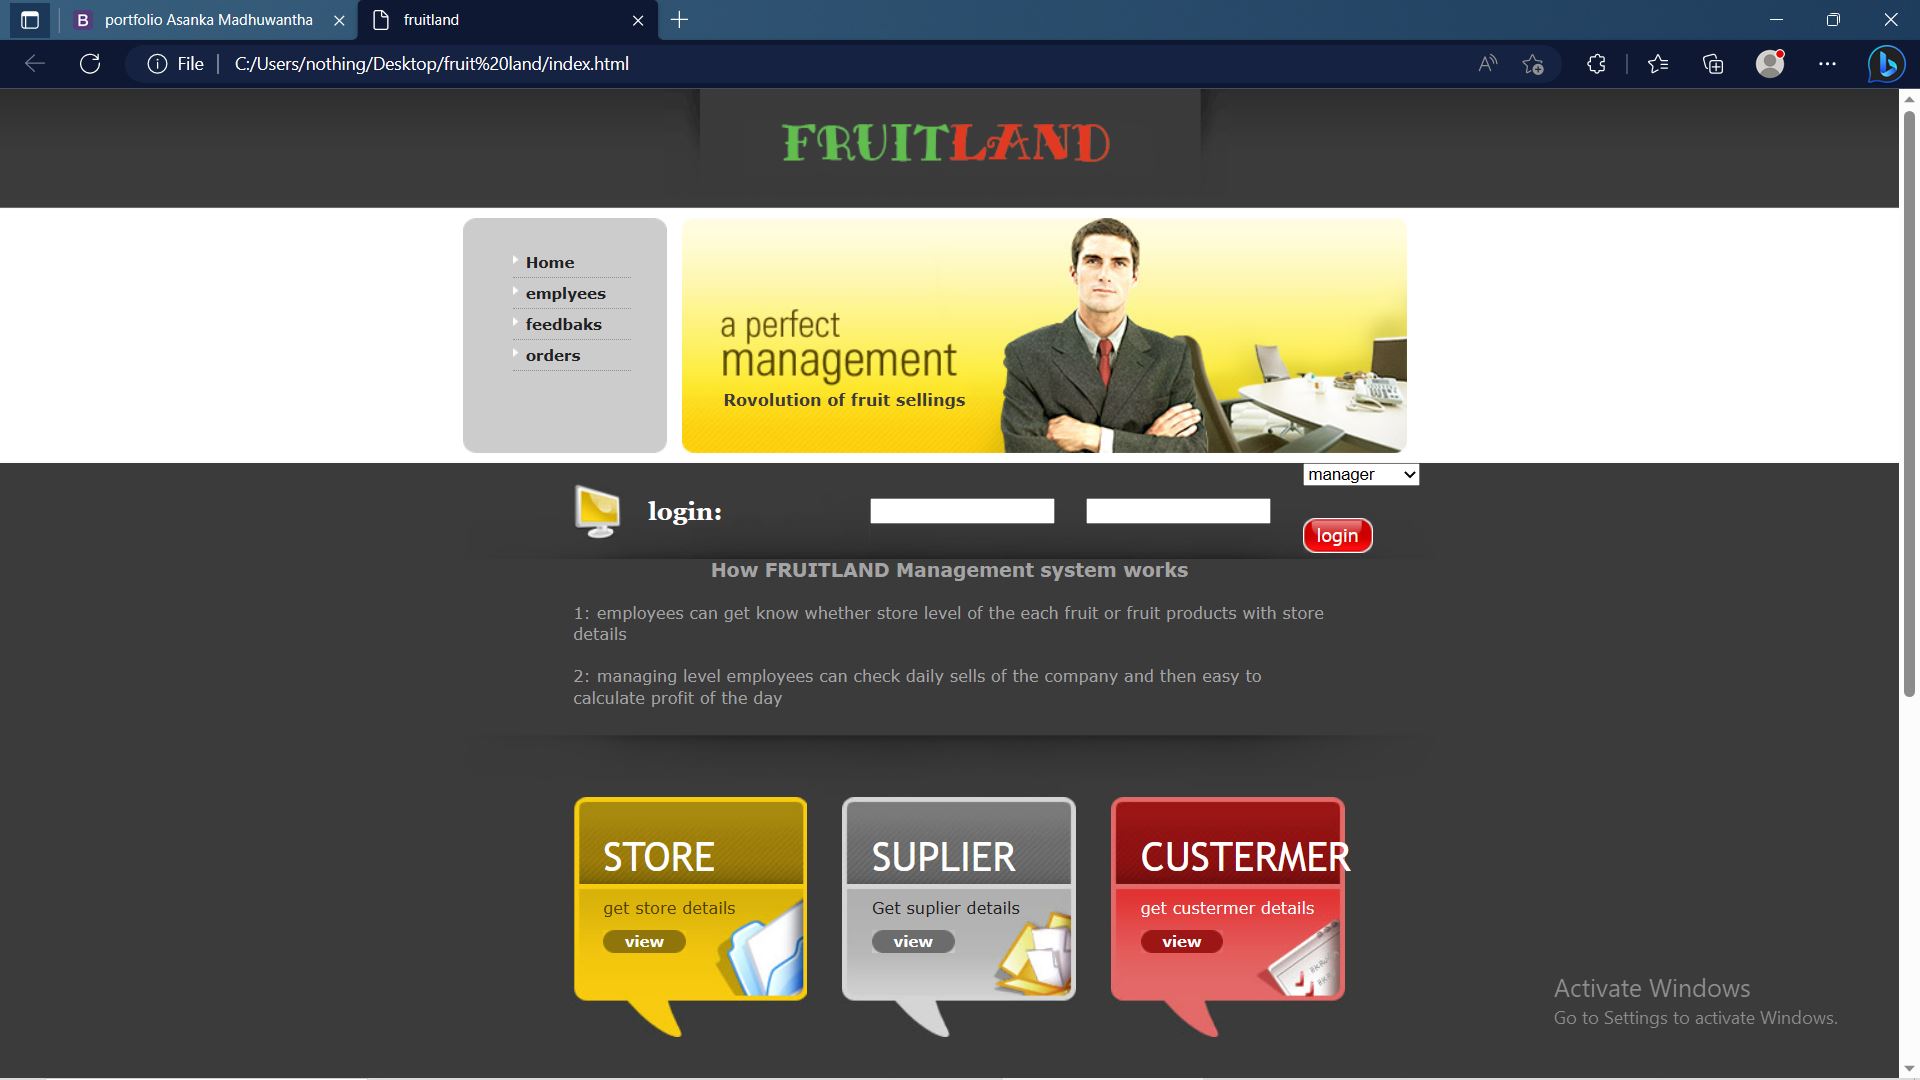 portfolio Asanka Madhuwantha
fruitland
File
C:/Users/nothing/Desktop/fruit%20land/index.html
FRUITLAND
Home
emplyees
feedbaks
orders
a perfect
management
Rovolution of fruit sellings
manager
login:
login
How FRUITLAND Management system works
1: employees can get know whether store level of the each fruit or fruit products with store
details
2: managing level employees can check daily sells of the company and then easy to
calculate profit of the day
STORE
get store details
view
SUPLIER
Get suplier details
view
CUSTERMER
get custermer details
view
Activate Windows
Go to Settings to activate Windows.